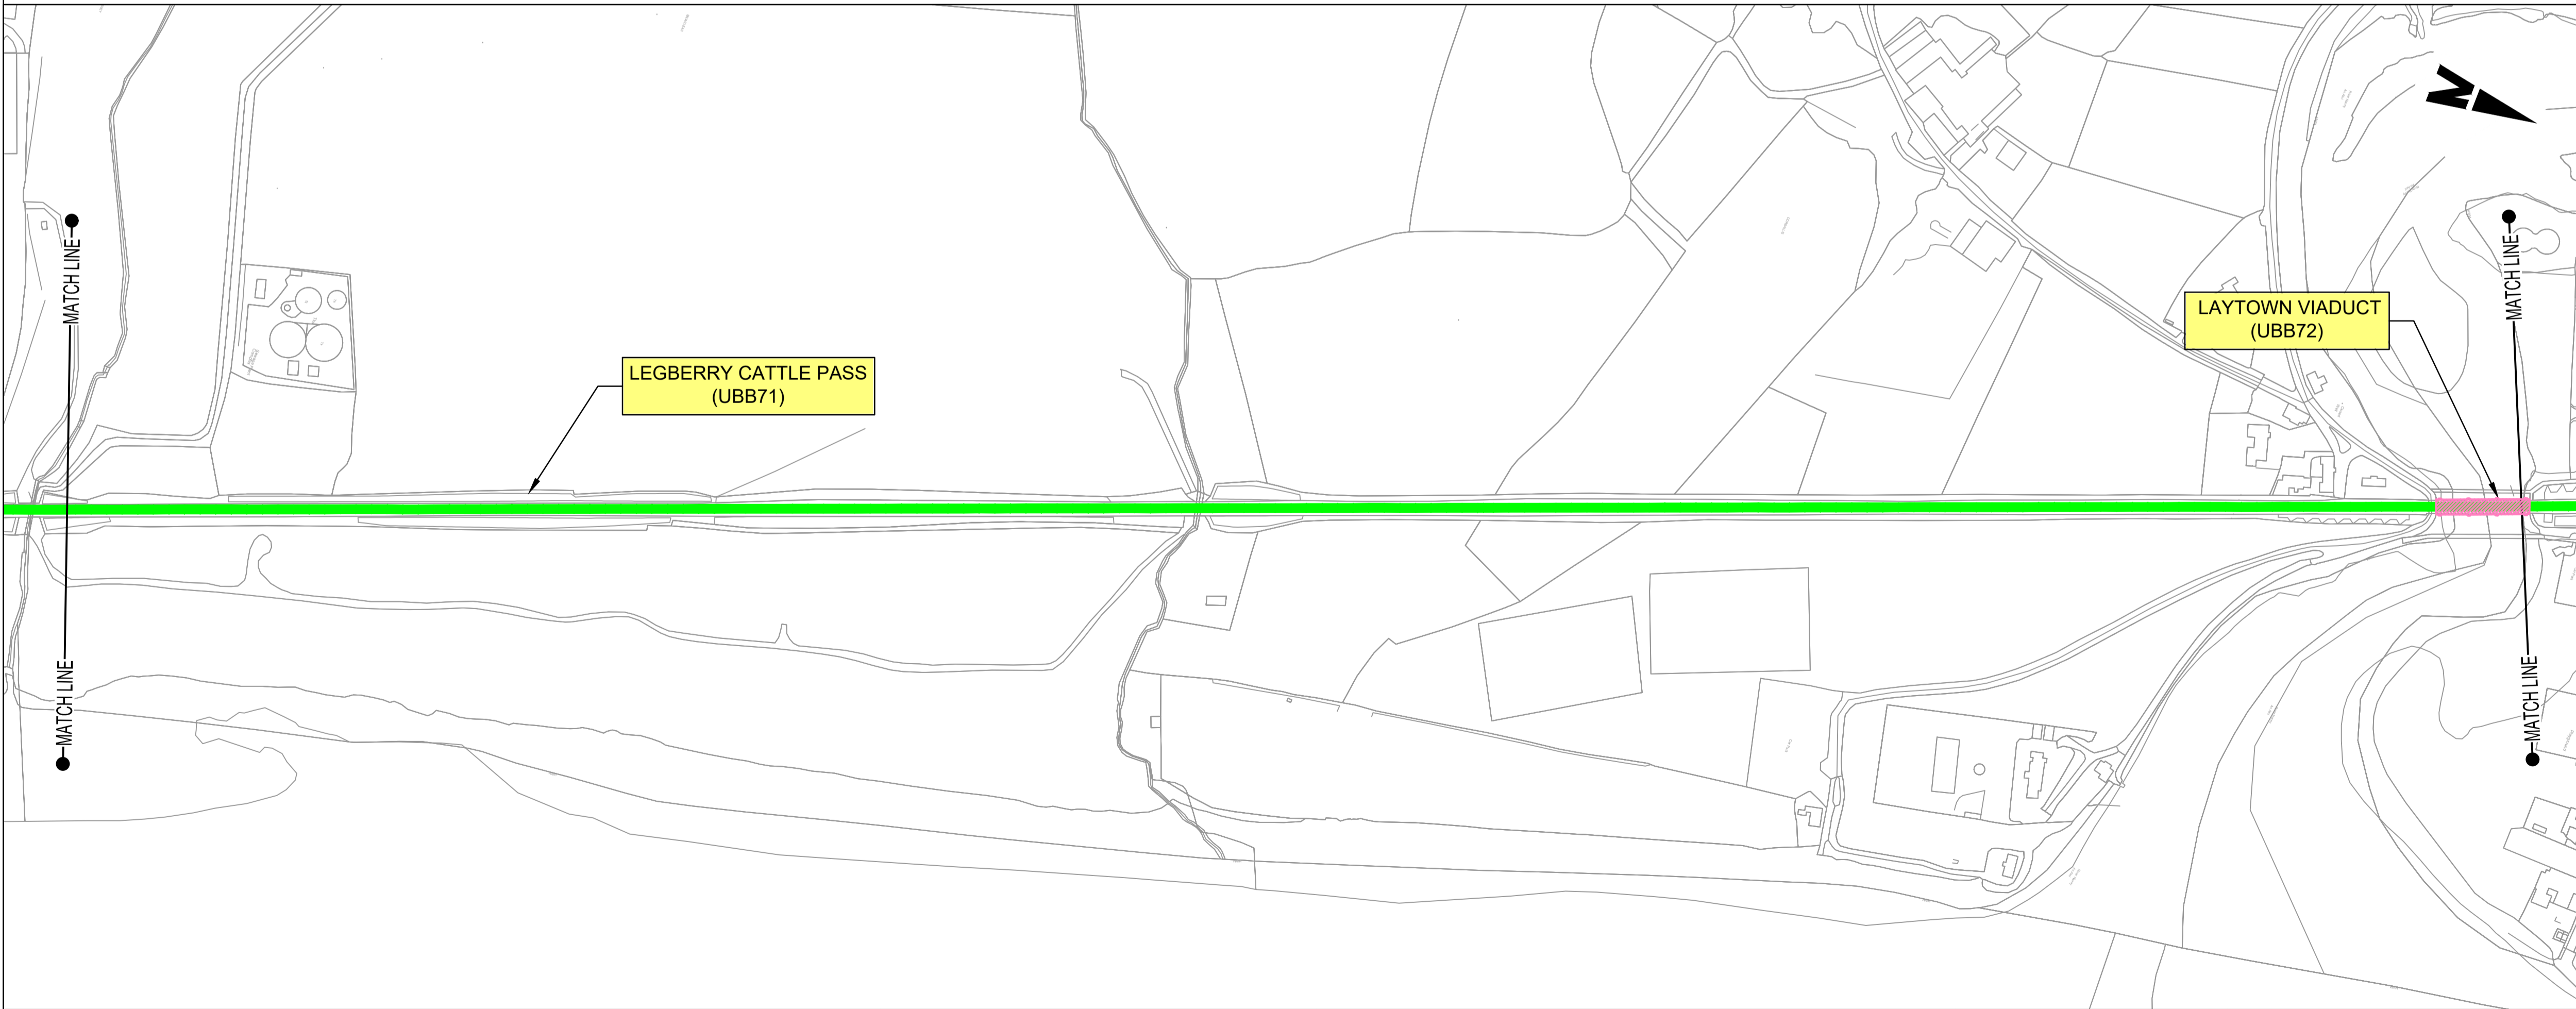 N
MATCH LINE
MATCH LINE
LEGBERRY CATTLE PASS
(UBB71)
LAYTOWN VIADUCT
(UBB72)
MATCH LINE
MATCH LINE